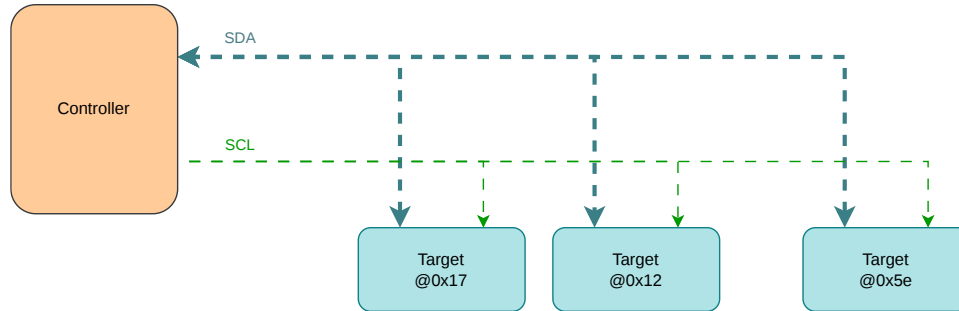 SDA
Controller
SCL
Target
@0x17
Target
@0x12
Target
@0x5e